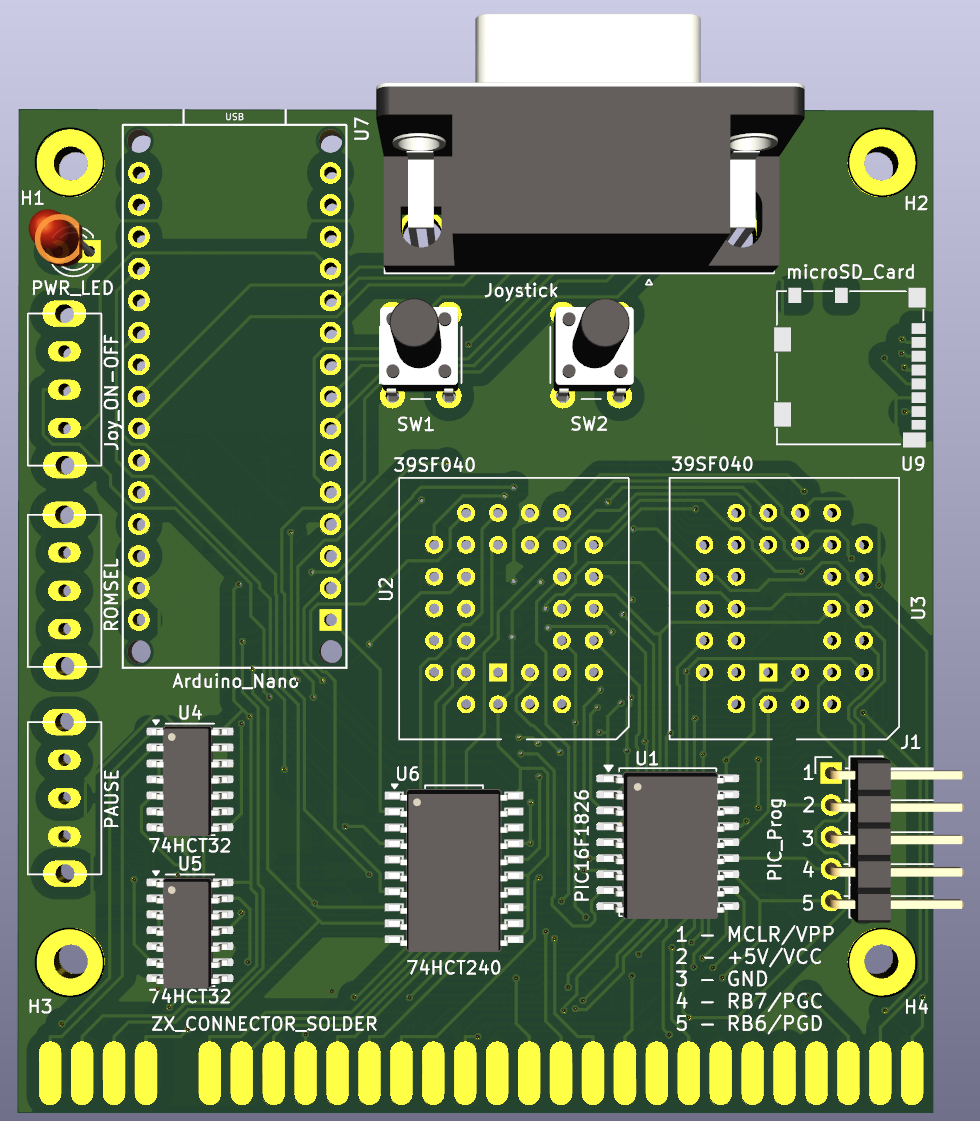 USB
U7
H1
H2
PWR_LED
Joystick
microSD_Card
Joy_ON-OFF
SW1
SW2
U9
39SF040
39SF040
ROMSEL
U2
U3
Arduino_Nano
U4
J1
PAUSE
74HCT32
U5
U6
U1
PIC16F1826
PIC_Prog
1
2
3
4
5
74HCT32
74HCT240
1 - MCLR/VPP
2 - +5V/VCC
3 - GND
4 - RB7/PGC
5 - RB6/PGD
H3
H4
ZX_CONNECTOR_SOLDER